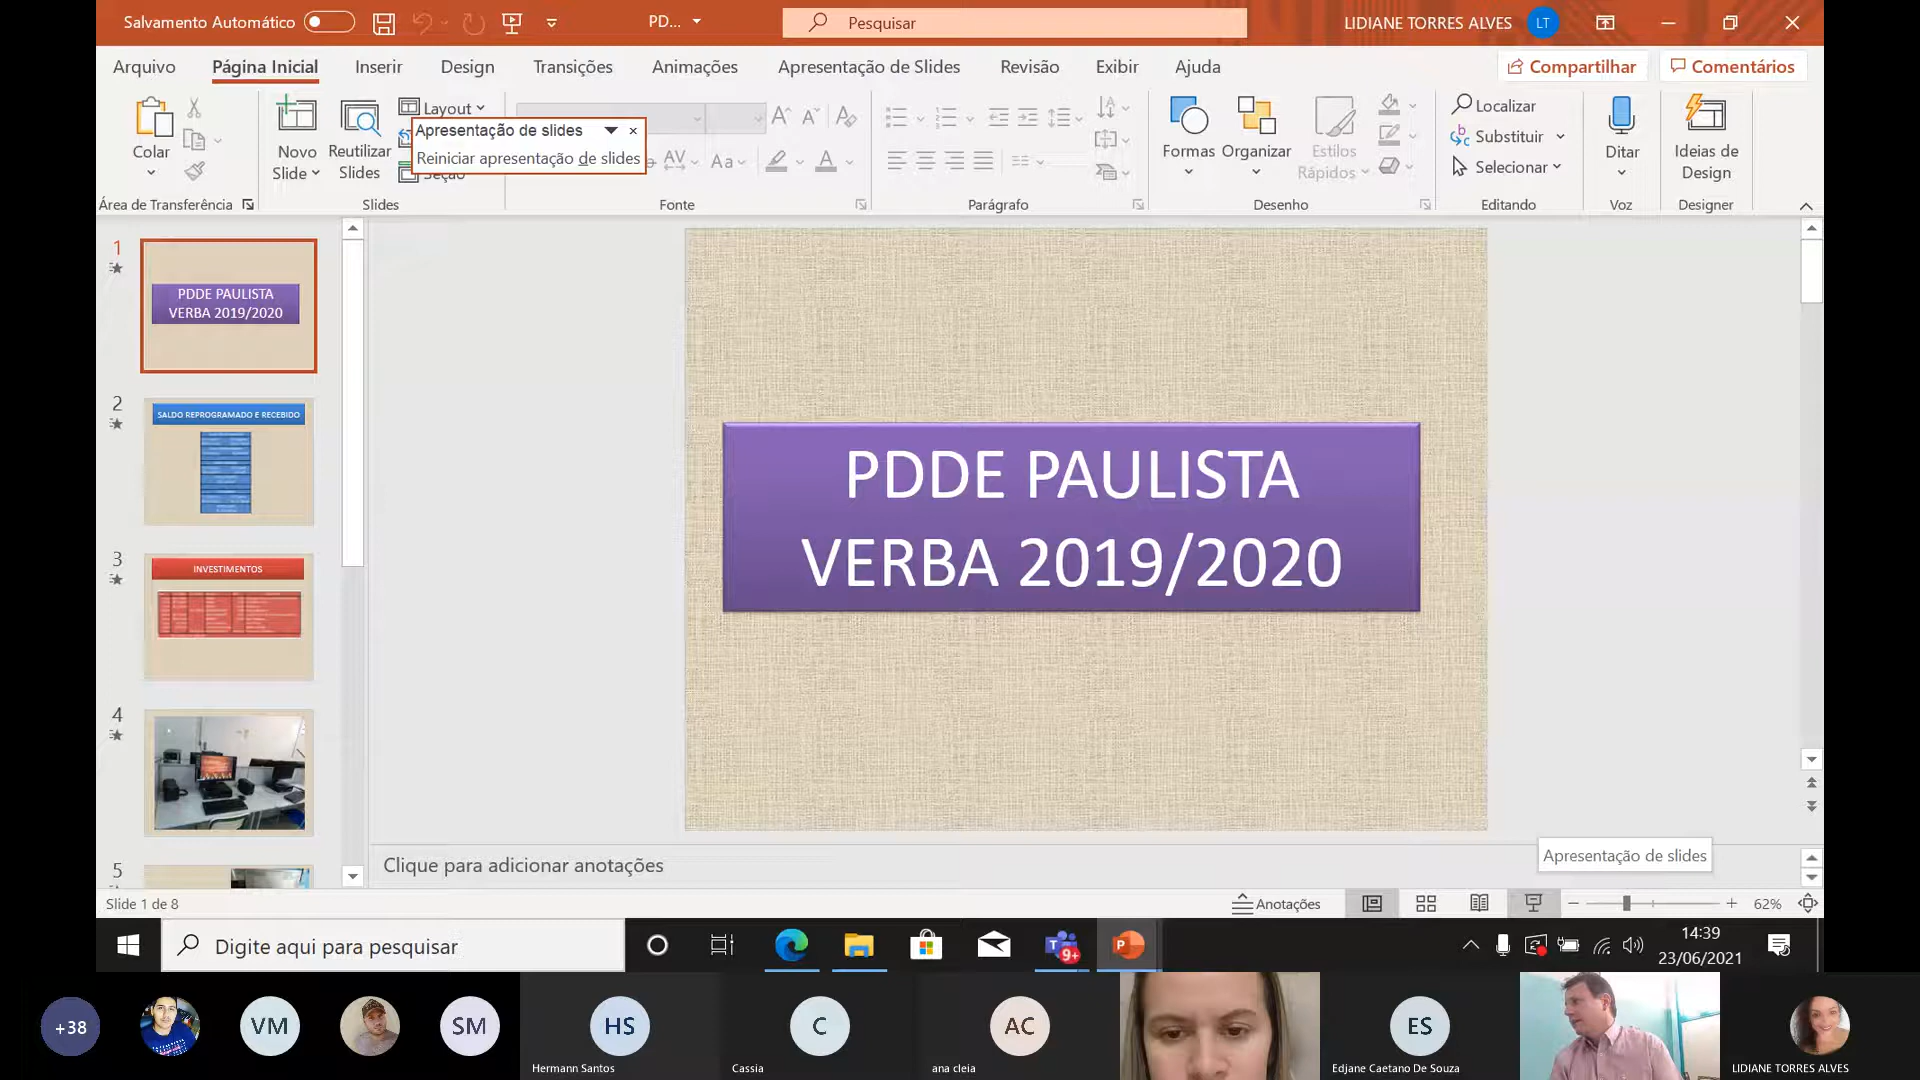 Salvamento Automático
PD...
Pesquisar
LIDIANE TORRES ALVES
LT
Arquivo
Página Inicial
Inserir
Design
Transições
Animações
Apresentação de Slides
Revisão
Exibir
Ajuda
Compartilhar
Comentários
Colar
Novo
Slide
Reutilizar
Slides
Layout
Seção
Apresentação de slides
Reiniciar apresentação de slides
Formas
Organizar
Estilos
Rápidos
Localizar
Substituir
Selecionar
Ditar
Ideias de
Design
Área de Transferência
Slides
Fonte
Parágrafo
Desenho
Editando
Voz
Designer
1
PDDE PAULISTA
VERBA 2019/2020
2
SALDO REPROGRAMADO E RECEBIDO
3
INVESTIMENTOS
4
5
PDDE PAULISTA
VERBA 2019/2020
Clique para adicionar anotações
Apresentação de slides
Slide 1 de 8
Anotações
62%
Digite aqui para pesquisar
9+
14:39
23/06/2021
+38
VM
SM
HS
Hermann Santos
C
Cassia
AC
ana cleia
ES
Edjane Caetano De Souza
LIDIANE TORRES ALVES